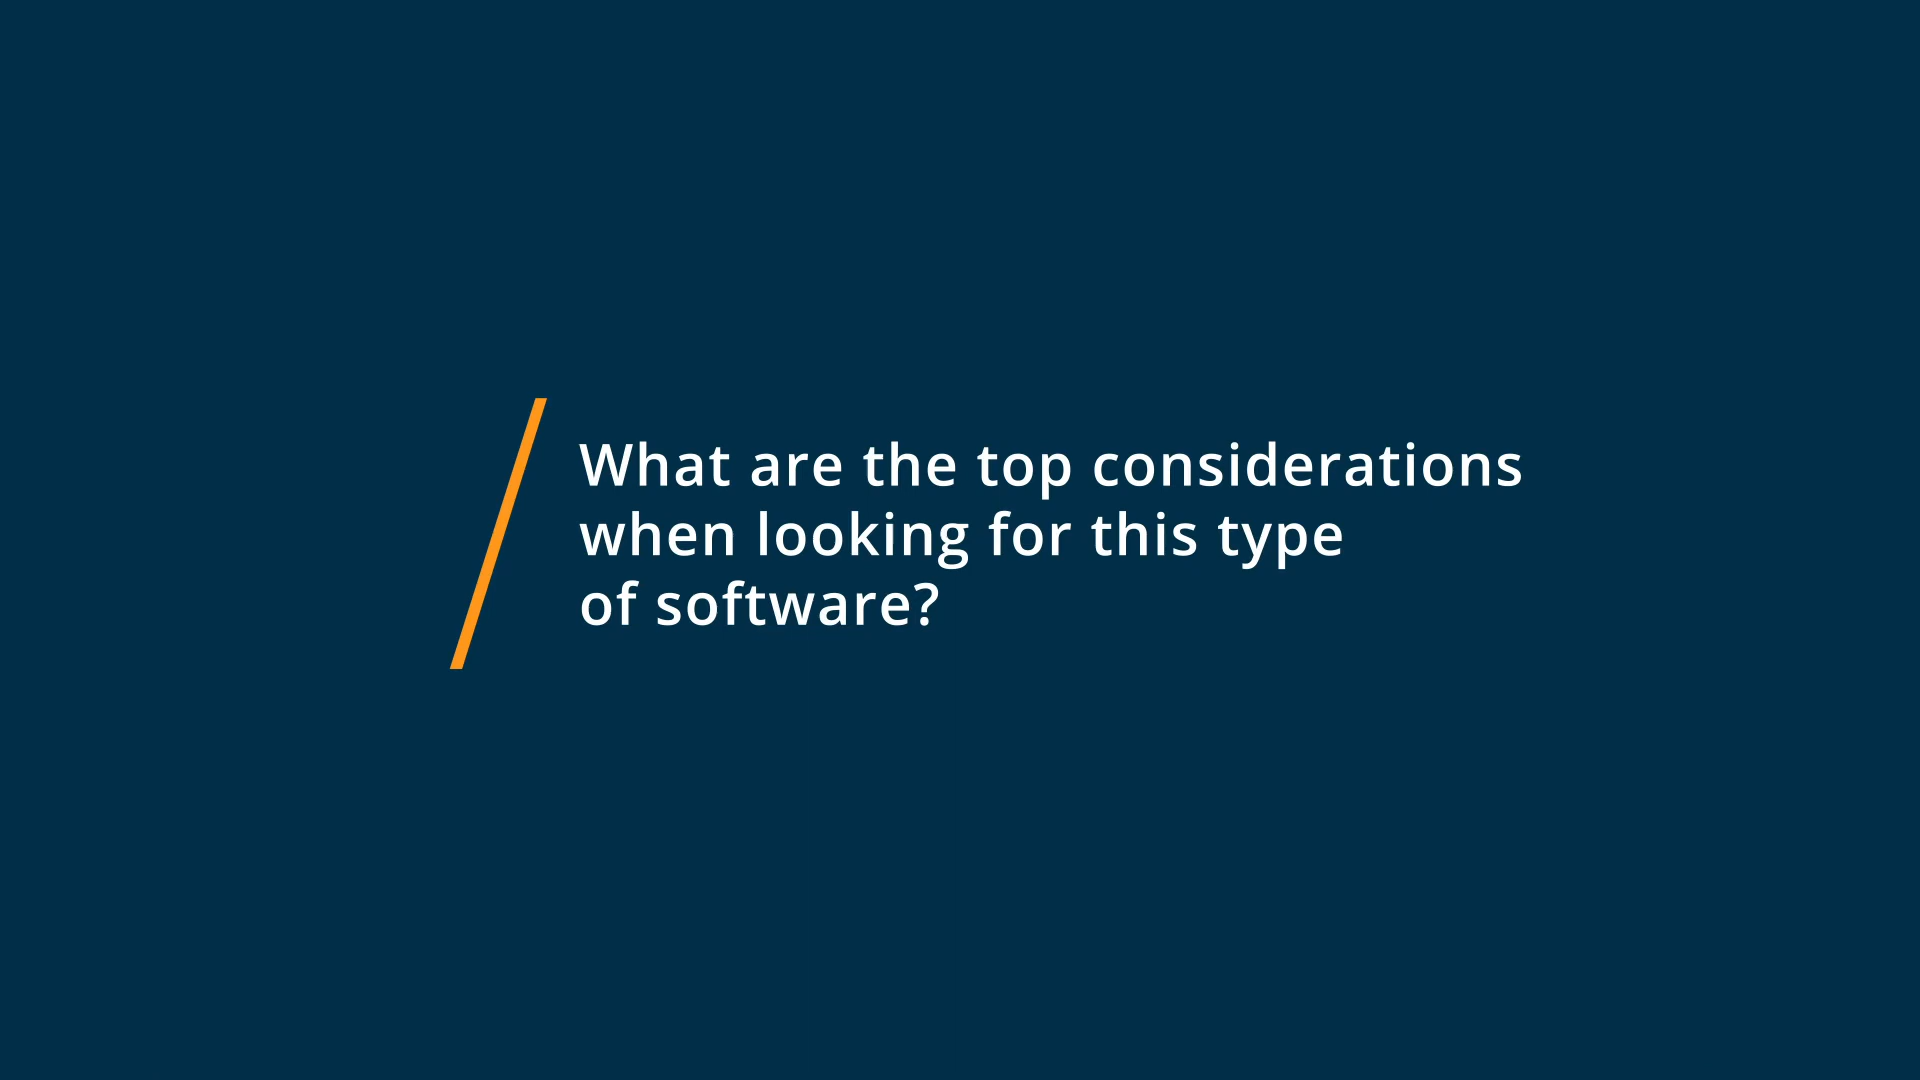 What are the top considerations
when looking for this type
of software?